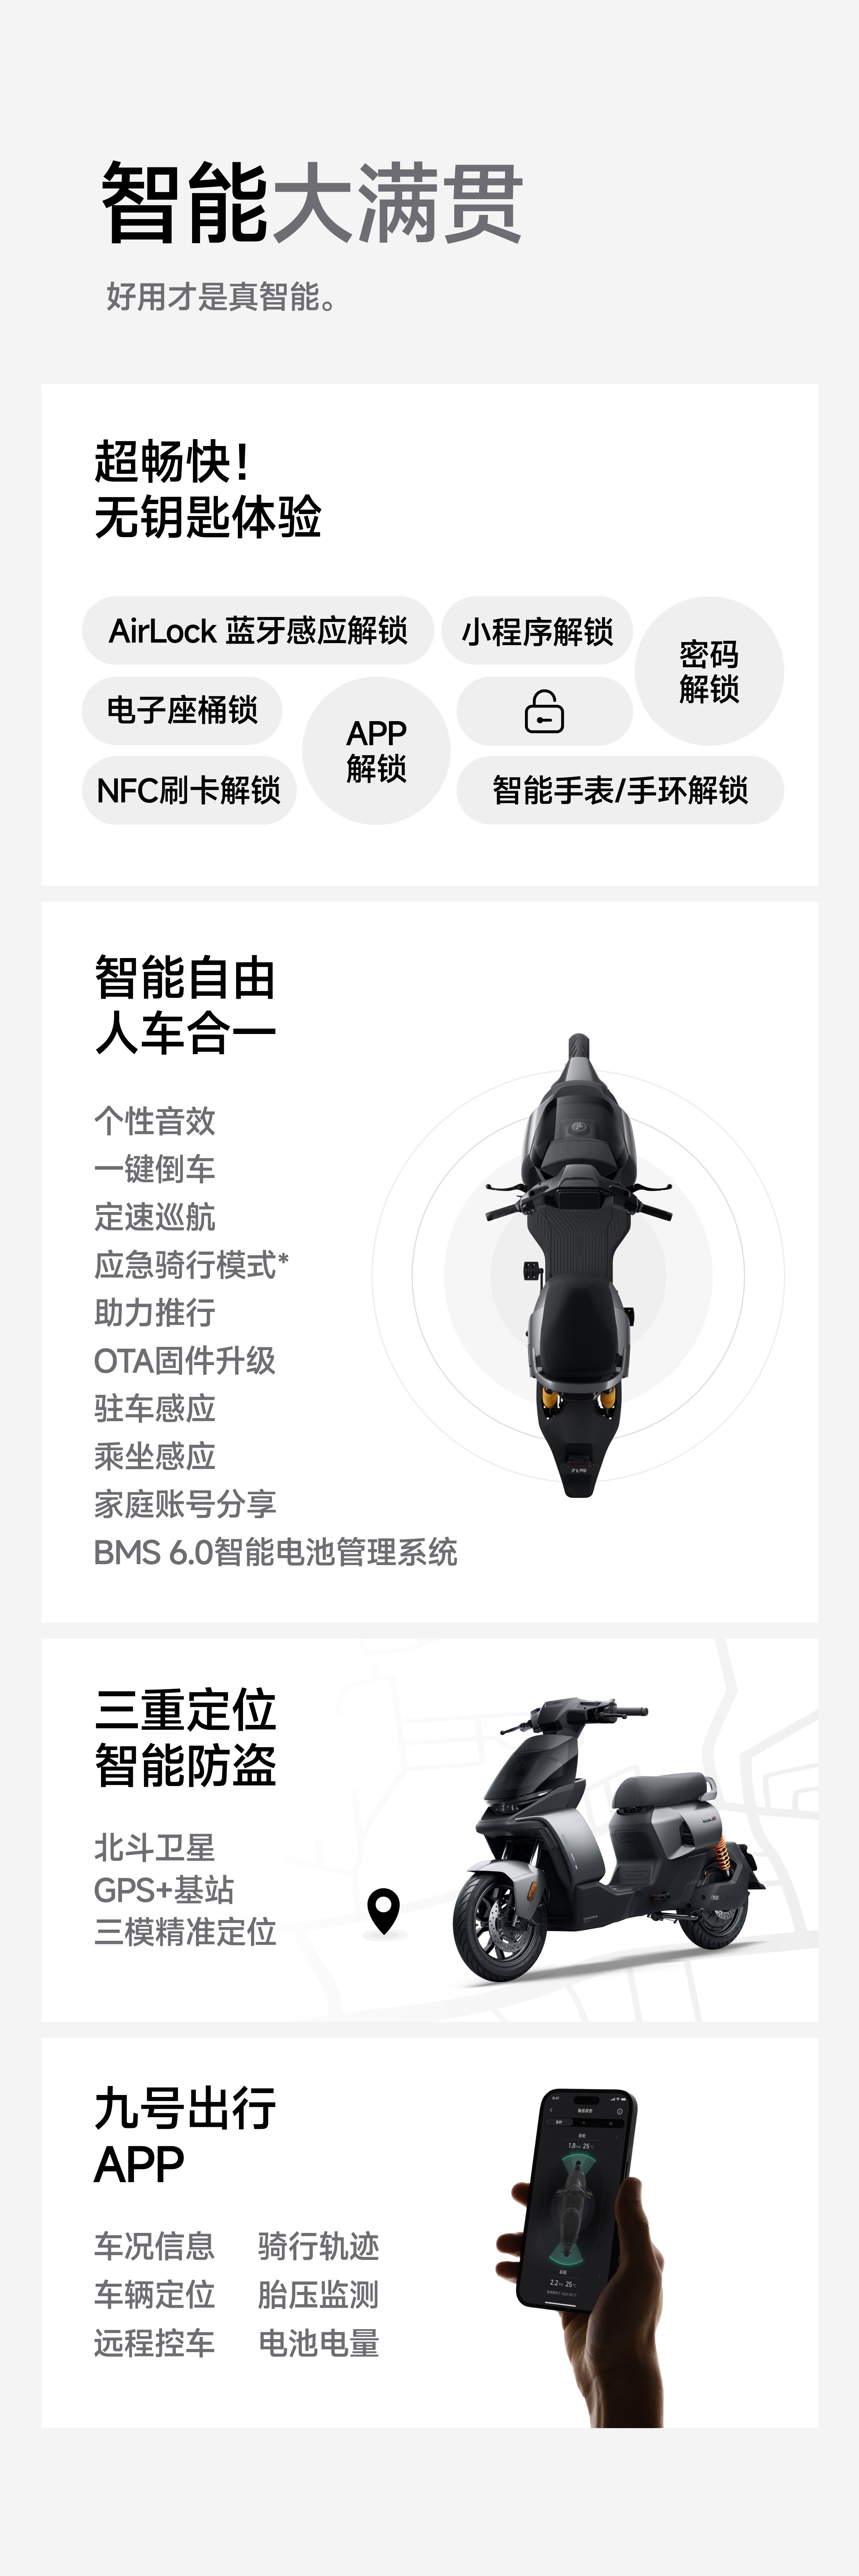 智能大满贯
好用才是真智能。
超畅快！
无钥匙体验
AirLock 蓝牙感应解锁
小程序解锁
密码
解锁
电子座桶锁
APP
解锁
NFC刷卡解锁
智能手表/手环解锁
智能自由
人车合一
个性音效
一键倒车
定速巡航
应急骑行模式*
助力推行
OTA固件升级
驻车感应
乘坐感应
家庭账号分享
BMS 6.0智能电池管理系统
三重定位
智能防盗
北斗卫星
GPS+基站
三模精准定位
九号出行
APP
车况信息
骑行轨迹
车辆定位
胎压监测
远程控车
电池电量
1.8 25
2.2 25